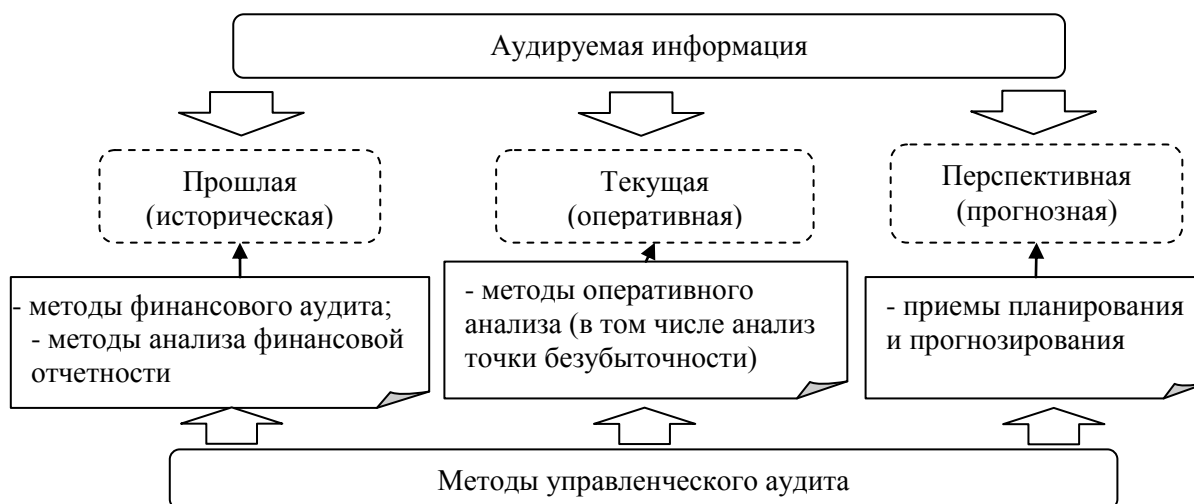 Аудируемая информация
Прошлая
(историческая)
Текущая
(оперативная)
Перспективная
(прогнозная)
- методы финансового аудита;
- методы анализа финансовой
отчетности
- методы оперативного
анализа (в том числе анализ
точки безубыточности)
- приемы планирования
и прогнозирования
Методы управленческого аудита